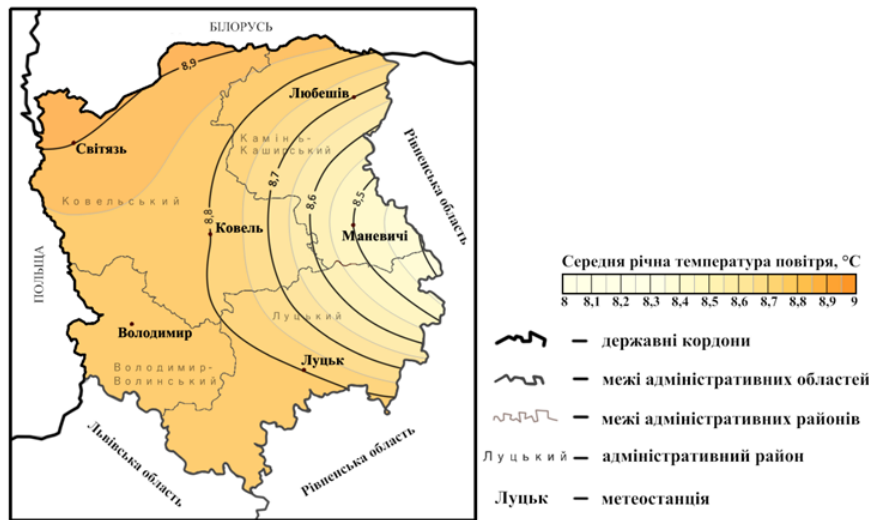 БІЛОРУСЬ
8,9
Любешів
Світязь
Камінь-
Каширський
Рівненська область
8,7
Ковельський
8,6
8,5
8,8
Ковель
Маневичі
ПОЛЬЩА
Луцький
Володимир
Луцьк
Володимир-
Волинський
Львівська область
Рівненська область
Середня річна температура повітря, °С
8 8,1 8,2 8,3 8,4 8,5 8,6 8,7 8,8 8,9 9
– державні кордони
– межі адміністративних областей
– межі адміністративних районів
Луцький – адміністративний район
Луцьк – метеостанція